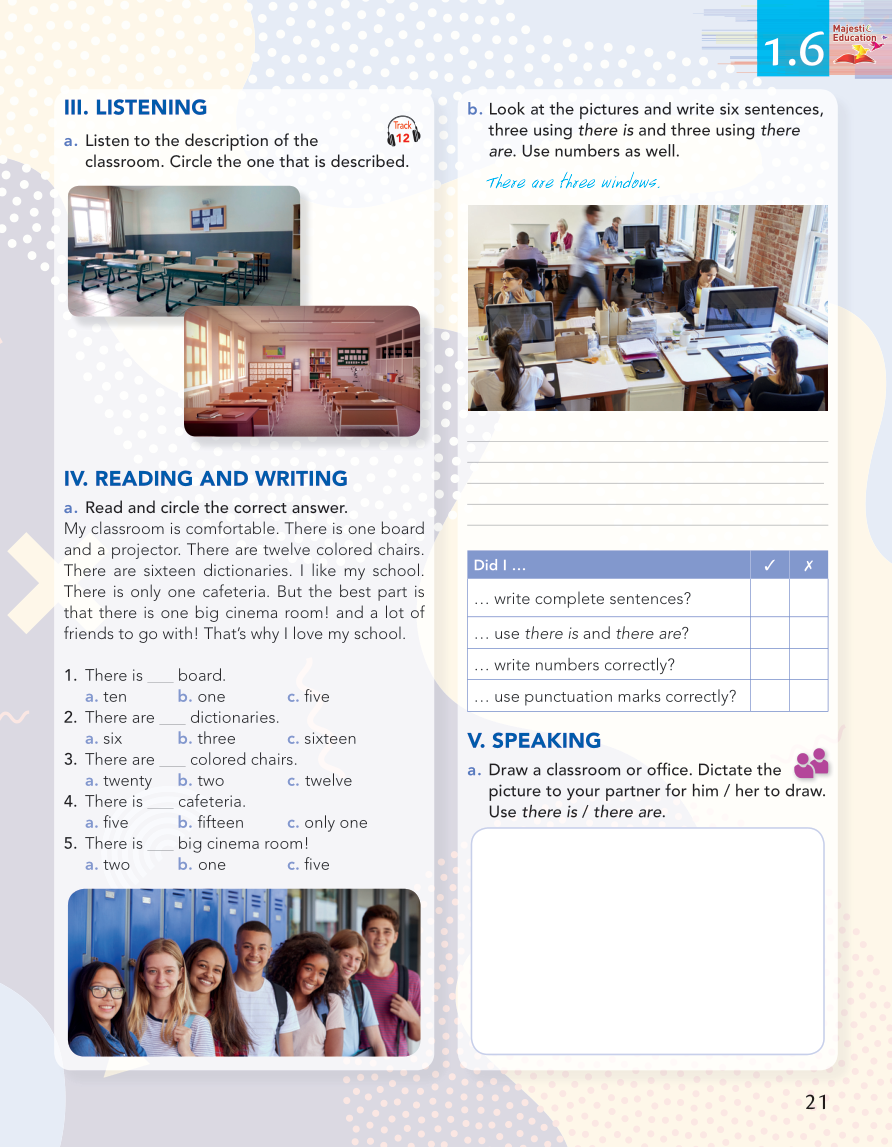 1.6
Majestic
Education
III. LISTENING
Track
12
a. Listen to the description of the
classroom. Circle the one that is described.
IV. READING AND WRITING
a. Read and circle the correct answer.
My classroom is comfortable. There is one board
and a projector. There are twelve colored chairs.
There are sixteen dictionaries. I like my school.
There is only one cafeteria. But the best part is
that there is one big cinema room! and a lot of
friends to go with! That's why I love my school.
1. There is ___ board.
a. ten b. one c. five
2. There are ___ dictionaries.
a. six b. three c. sixteen
3. There are ___ colored chairs.
a. twenty b. two c. twelve
4. There is ___ cafeteria.
a. five b. fifteen c. only one
5. There is ___ big cinema room!
a. two b. one c. five
b. Look at the pictures and write six sentences,
three using there is and three using there
are. Use numbers as well.
There are three windows.
Did I ... ✓ ✗
... write complete sentences?
... use there is and there are?
... write numbers correctly?
... use punctuation marks correctly?
V. SPEAKING
a. Draw a classroom or office. Dictate the
picture to your partner for him / her to draw.
Use there is / there are.
21